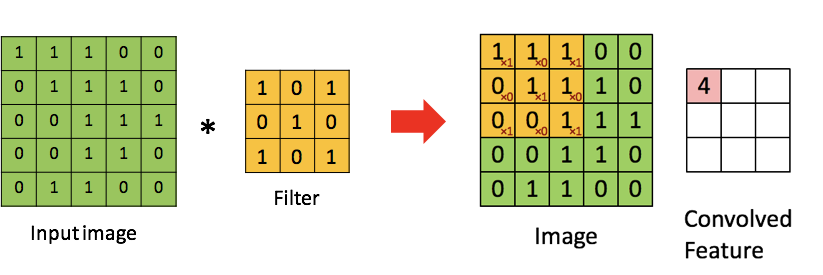 1 1 1 0 0
0 1 1 1 0
0 0 1 1 1
0 0 1 1 0
0 1 1 0 0
Input image
*
1 0 1
0 1 0
1 0 1
Filter
1×1 1×0 1×1 0 0
0×0 1×1 1×0 1 0
0×1 0×0 1×1 1 1
0 0 1 1 0
0 1 1 0 0
Image
4
Convolved
Feature